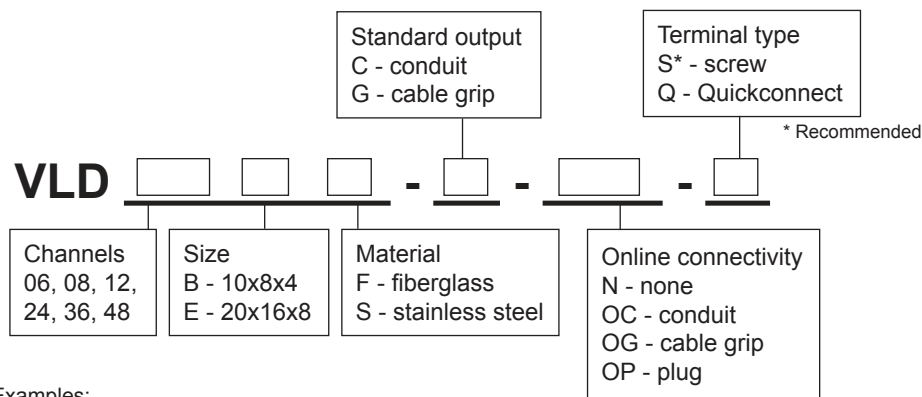 Standard output
C - conduit
G - cable grip
Terminal type
S* - screw
Q - Quickconnect
* Recommended
VLD - - -
Channels
06, 08, 12,
24, 36, 48
Size
B - 10x8x4
E - 20x16x8
Material
F - fiberglass
S - stainless steel
Online connectivity
N - none
OC - conduit
OG - cable grip
OP - plug
Examples: